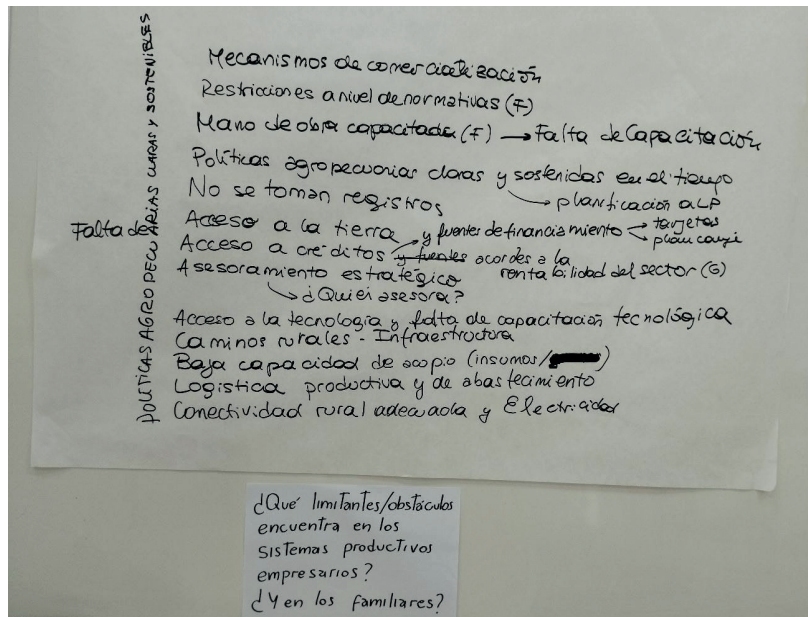 POLÍTICAS AGROPECUARIAS CLARAS Y SOSTENIBLES
Mecanismos de comercialización
Restricciones a nivel de normativas (F)
Mano de obra capacitada (F) → Falta de Capacitación
Políticas agropecuarias claras y sostenidas en el tiempo
→ planificación a LP
No se toman registros
Falta de
Acceso a la tierra
Acceso a créditos y fuentes de financiamiento → tarjetas
→ plan canje
acordes a la
rentabilidad del sector (G)
Asesoramiento estratégico
→ ¿Quién asesora?
Acceso a la tecnología y falta de capacitación tecnológica
Caminos rurales - Infraestructura
Baja capacidad de acopio (insumos/ )
Logística productiva y de abastecimiento
Conectividad rural adecuada y Electricidad
¿Qué limitantes/obstáculos
encuentra en los
sistemas productivos
empresarios?
¿Y en los familiares?